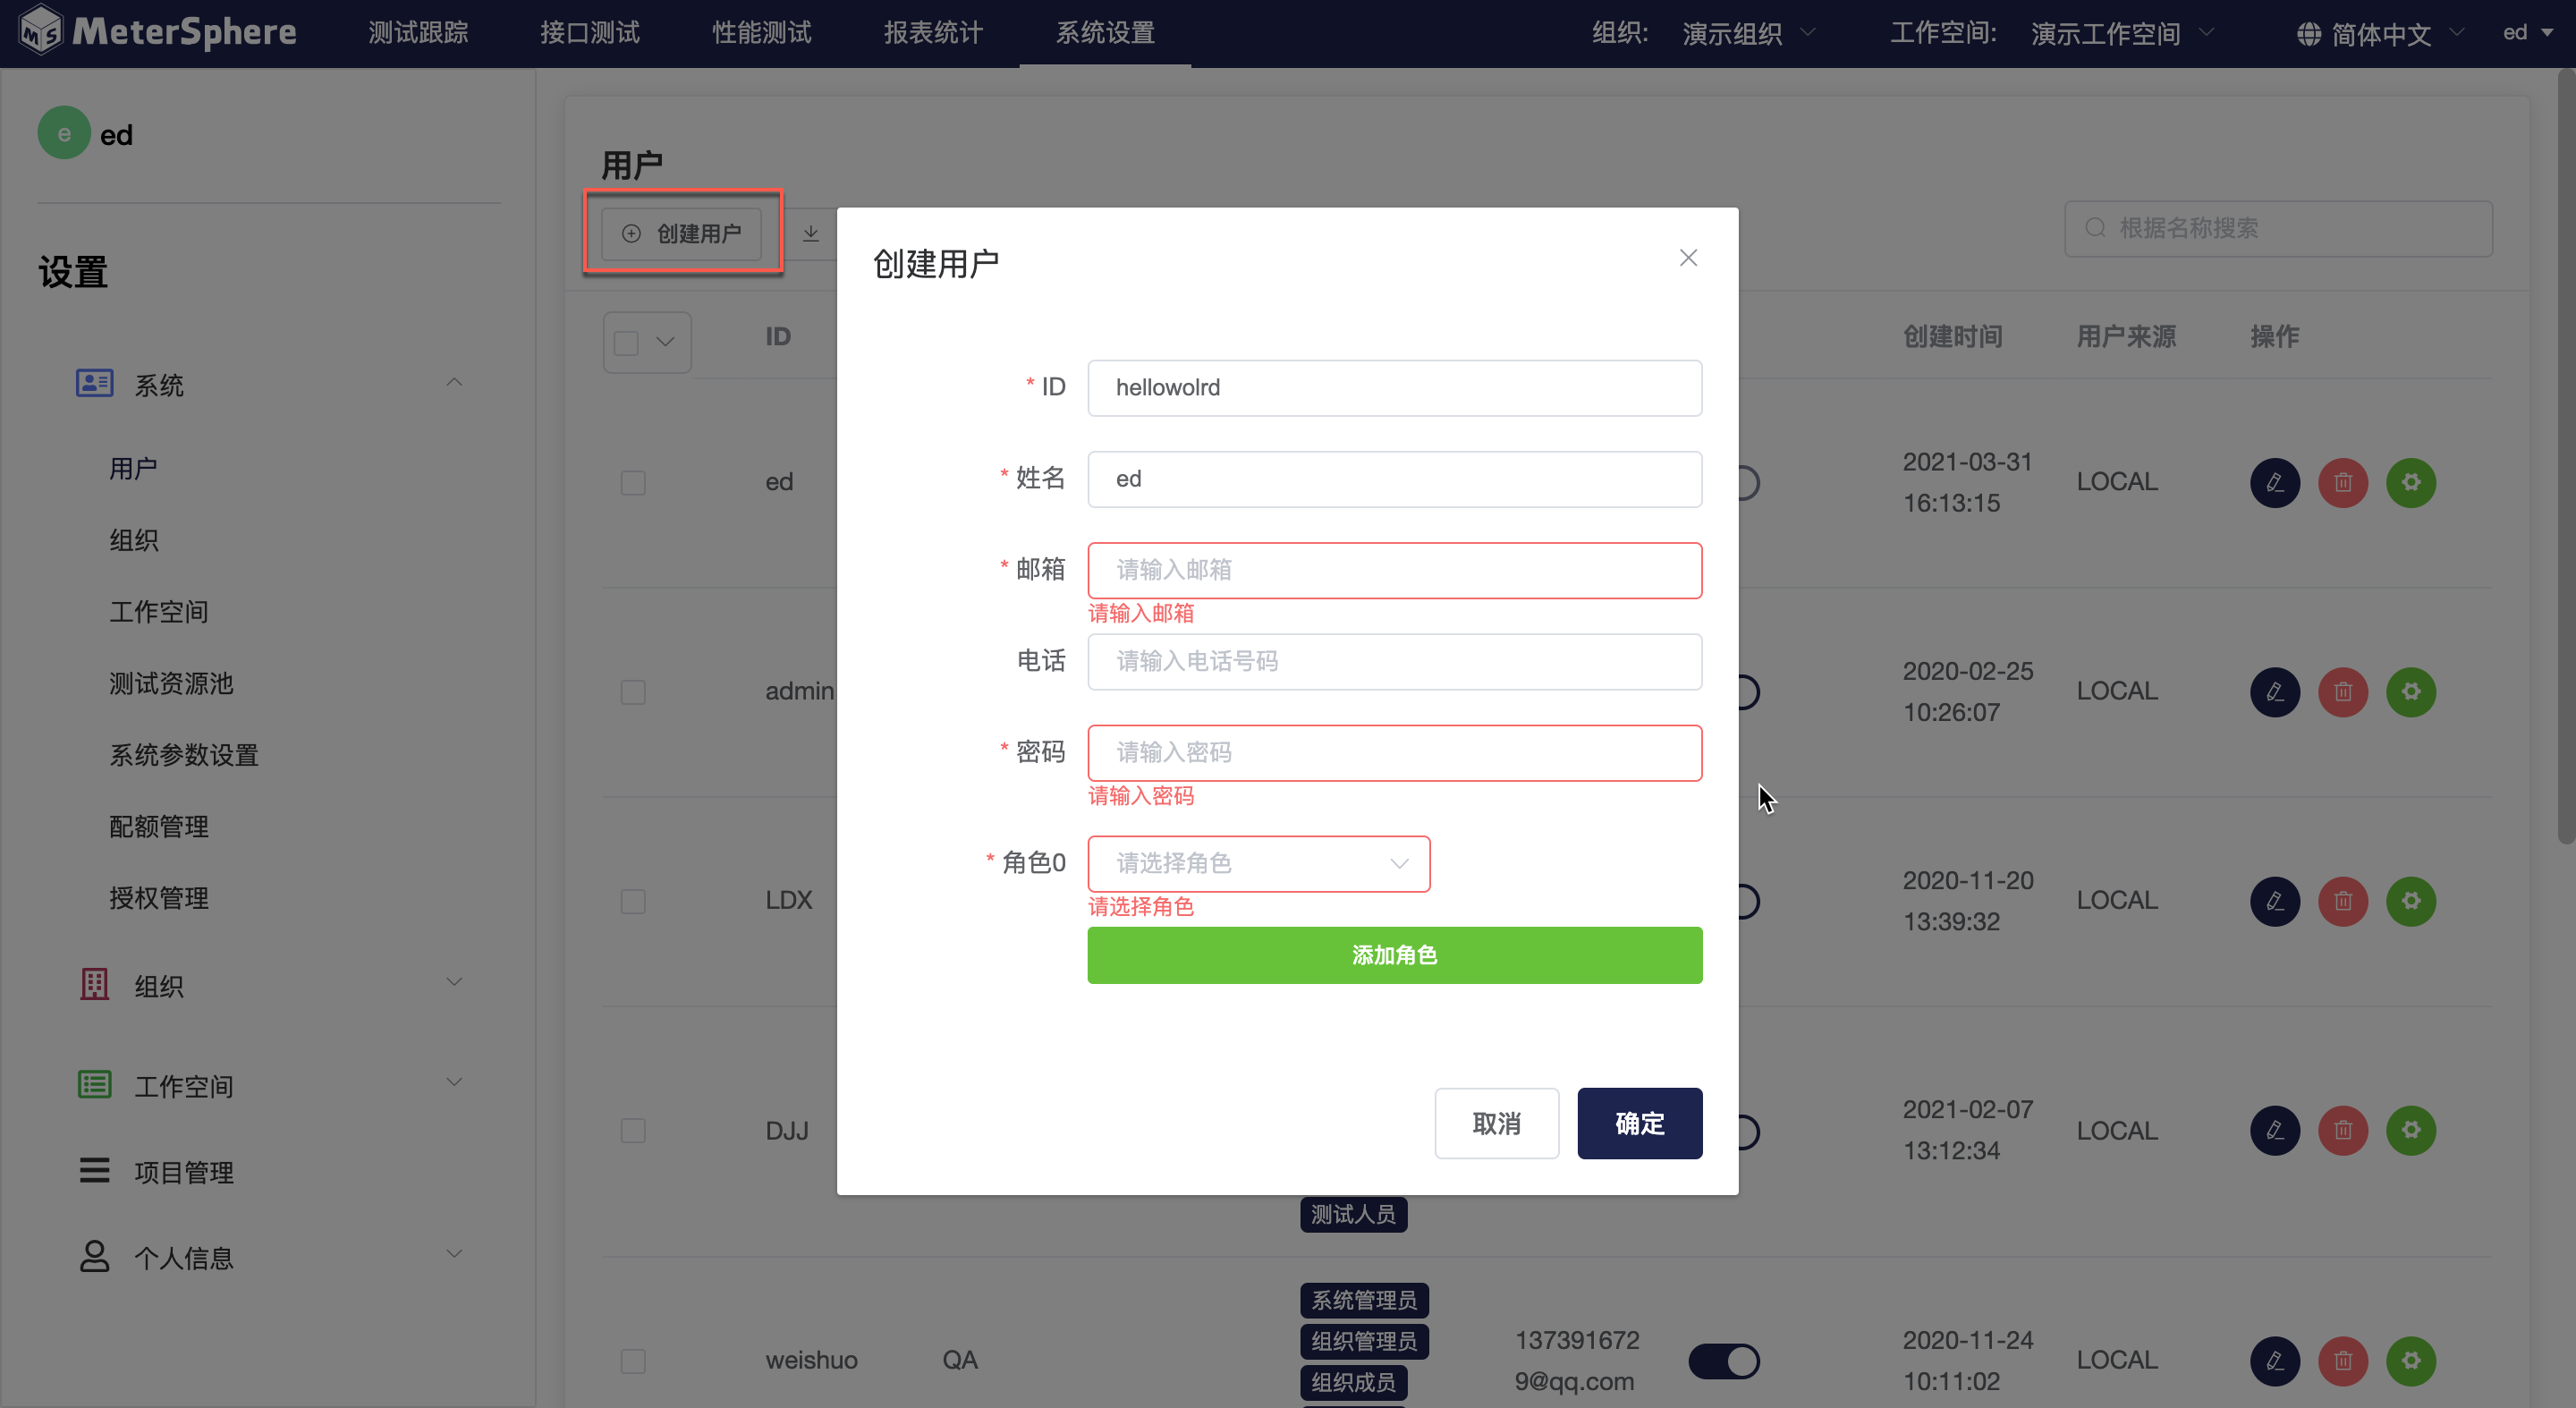 MS MeterSphere 测试跟踪 接口测试 性能测试 报表统计 系统设置 组织: 演示组织 工作空间: 演示工作空间 简体中文 ed
e ed
设置
系统
用户
组织
工作空间
测试资源池
系统参数设置
配额管理
授权管理
组织
工作空间
项目管理
个人信息
用户
创建用户
根据名称搜索
ID 创建时间 用户来源 操作
ed 2021-03-31 16:13:15 LOCAL
admin 2020-02-25 10:26:07 LOCAL
LDX 2020-11-20 13:39:32 LOCAL
DJJ 2021-02-07 13:12:34 LOCAL
测试人员
系统管理员
组织管理员
组织成员
weishuo QA 137391672
9@qq.com
2020-11-24 10:11:02 LOCAL
创建用户
* ID hellowolrd
* 姓名 ed
* 邮箱 请输入邮箱
请输入邮箱
电话 请输入电话号码
* 密码 请输入密码
请输入密码
* 角色0 请选择角色
请选择角色
添加角色
取消 确定